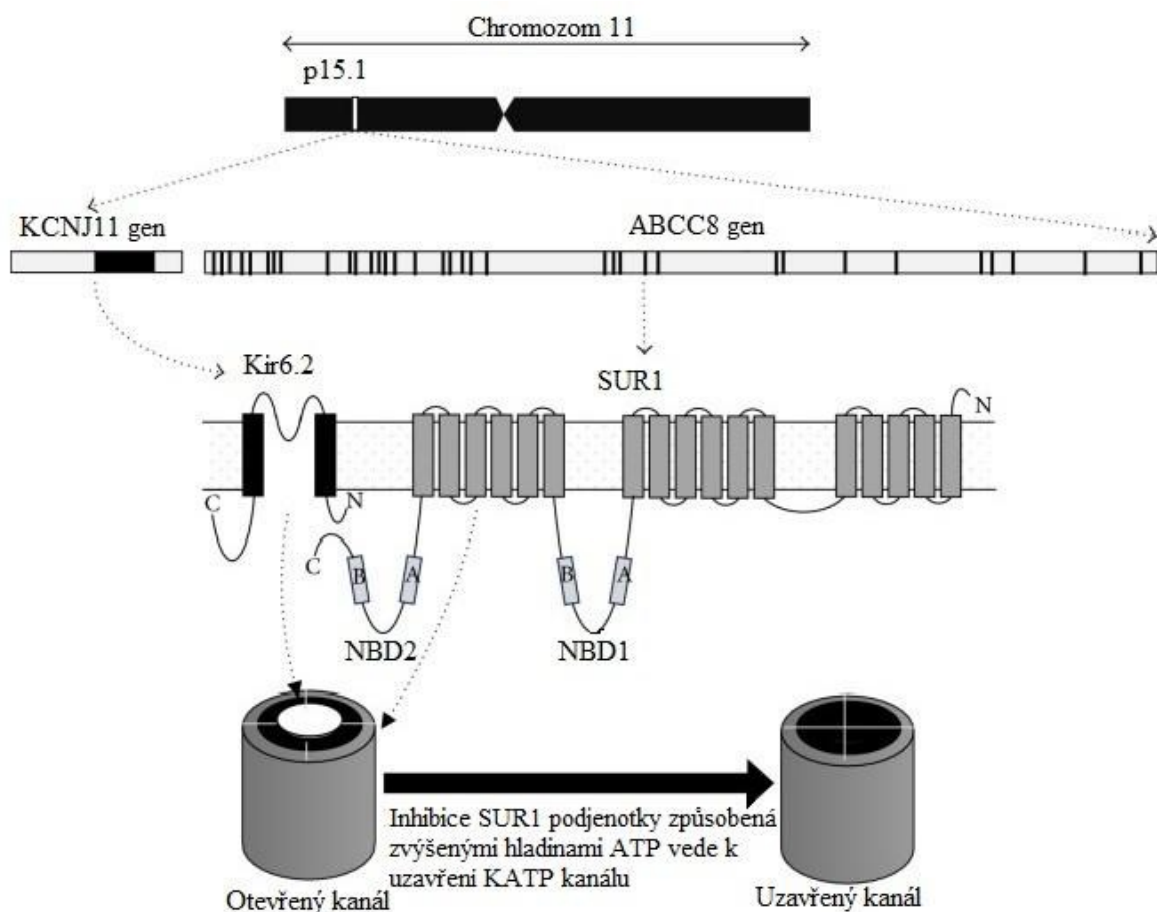 Chromozom 11
p15.1
KCNJ11 gen
ABCC8 gen
Kir6.2
SUR1
N
C
N
C
B
A
B
A
NBD2
NBD1
Inhibice SUR1 podjenotky způsobená
zvýšenými hladinami ATP vede k
uzavření KATP kanálu
Otevřený kanál
Uzavřený kanál